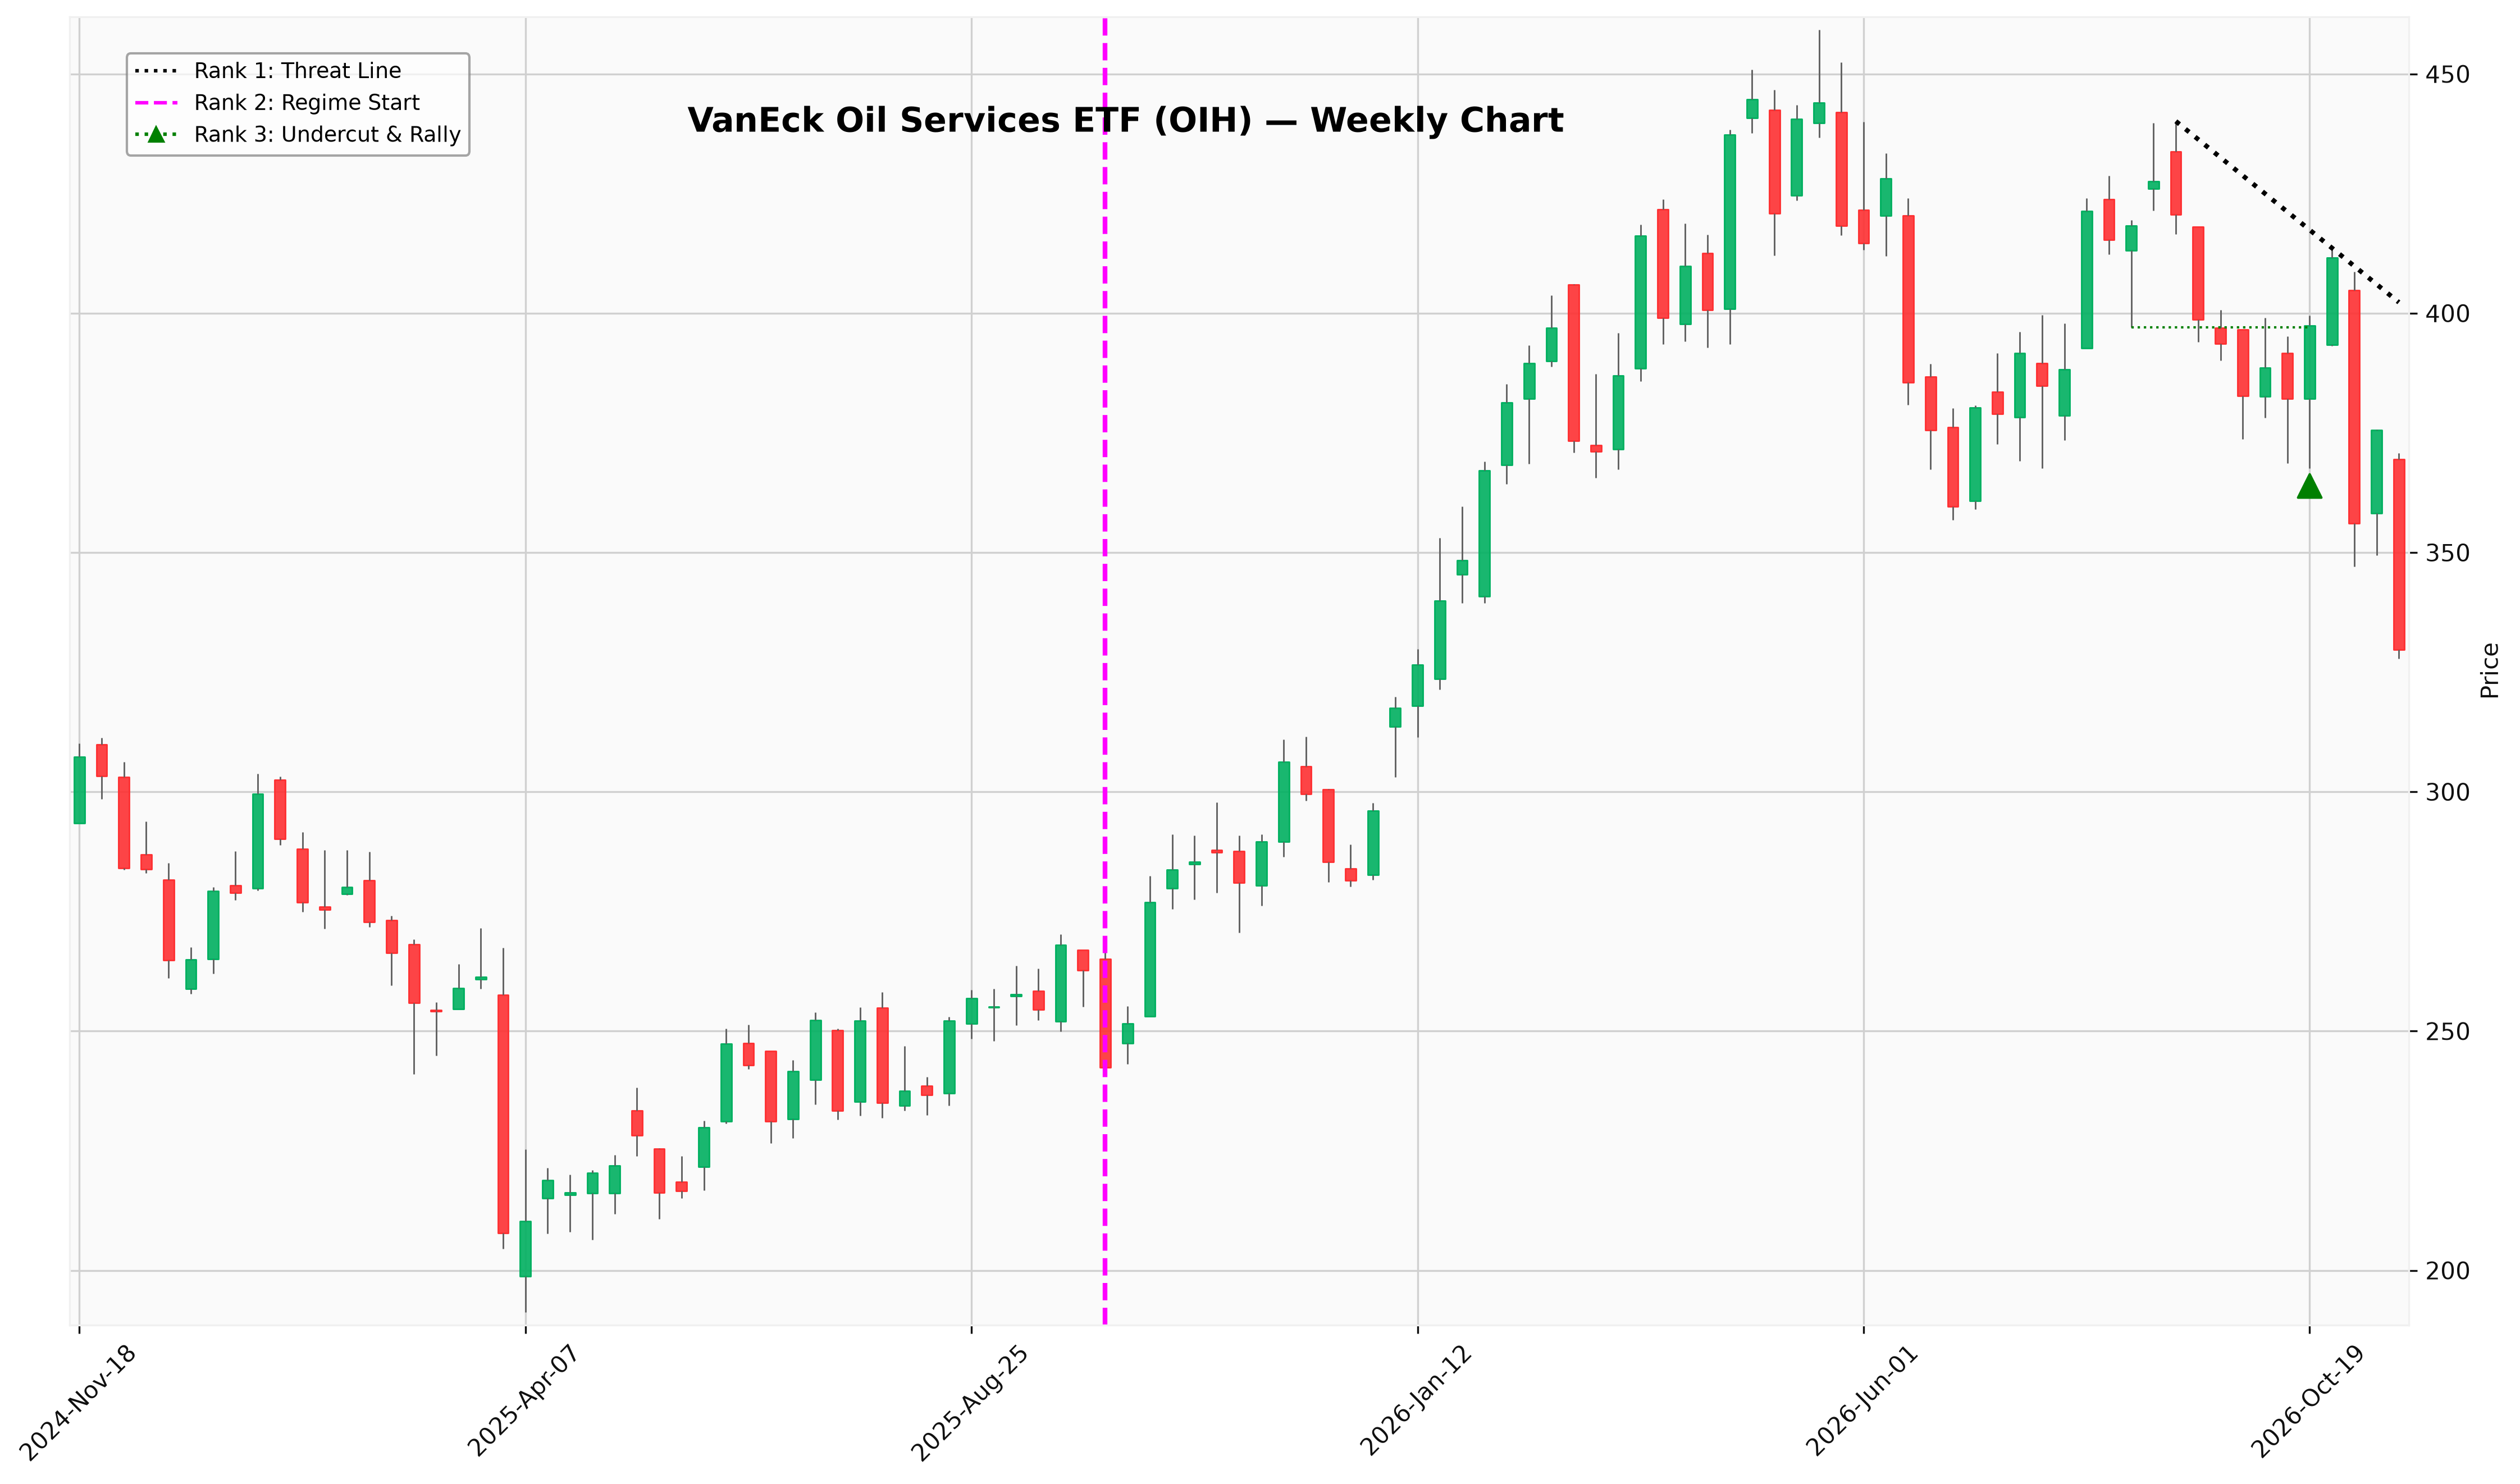 Rank 1: Threat Line
Rank 2: Regime Start
Rank 3: Undercut & Rally
VanEck Oil Services ETF (OIH) — Weekly Chart
450
400
350
300
250
200
Price
2024-Nov-18
2025-Apr-07
2025-Aug-25
2026-Jan-12
2026-Jun-01
2026-Oct-19